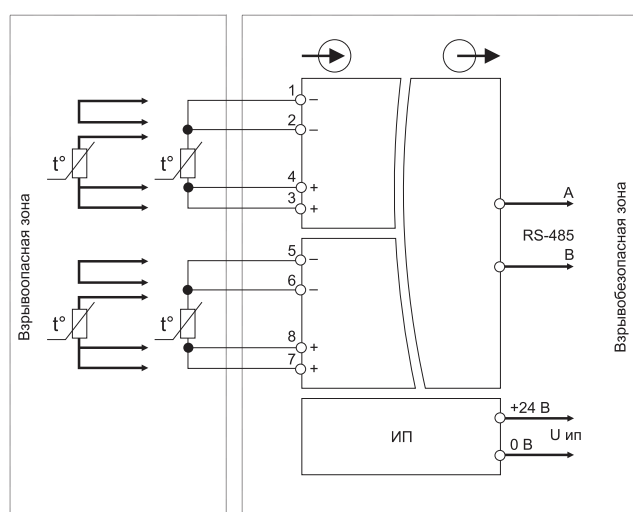 1
–
2
–
t°
t°
4
+
3
+
A
RS-485
B
Взрывоопасная зона
Взрывобезопасная зона
5
–
6
–
t°
t°
8
+
7
+
ИП
+24 В
U ип
0 В